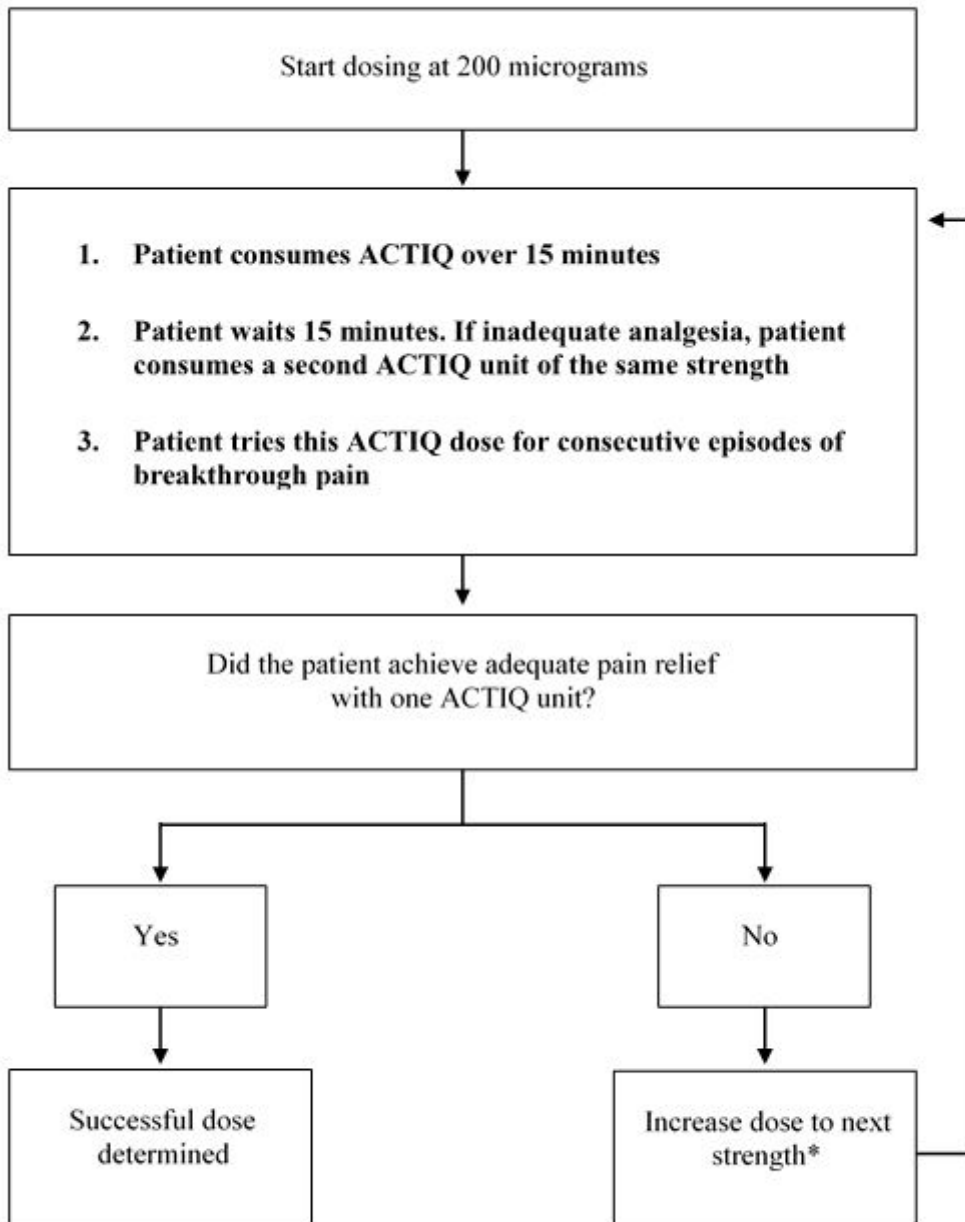 Start dosing at 200 micrograms
1. Patient consumes ACTIQ over 15 minutes
2. Patient waits 15 minutes. If inadequate analgesia, patient
consumes a second ACTIQ unit of the same strength
3. Patient tries this ACTIQ dose for consecutive episodes of
breakthrough pain
Did the patient achieve adequate pain relief
with one ACTIQ unit?
Yes
No
Successful dose
determined
Increase dose to next
strength*